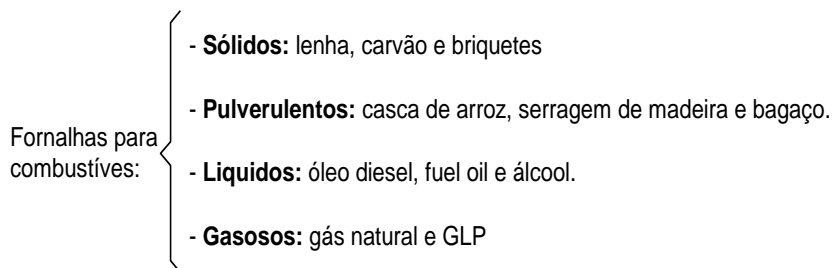 - Sólidos: lenha, carvão e briquetes
- Pulverulentos: casca de arroz, serragem de madeira e bagaço.
Fornalhas para
combustíves:
- Liquidos: óleo diesel, fuel oil e álcool.
- Gasosos: gás natural e GLP